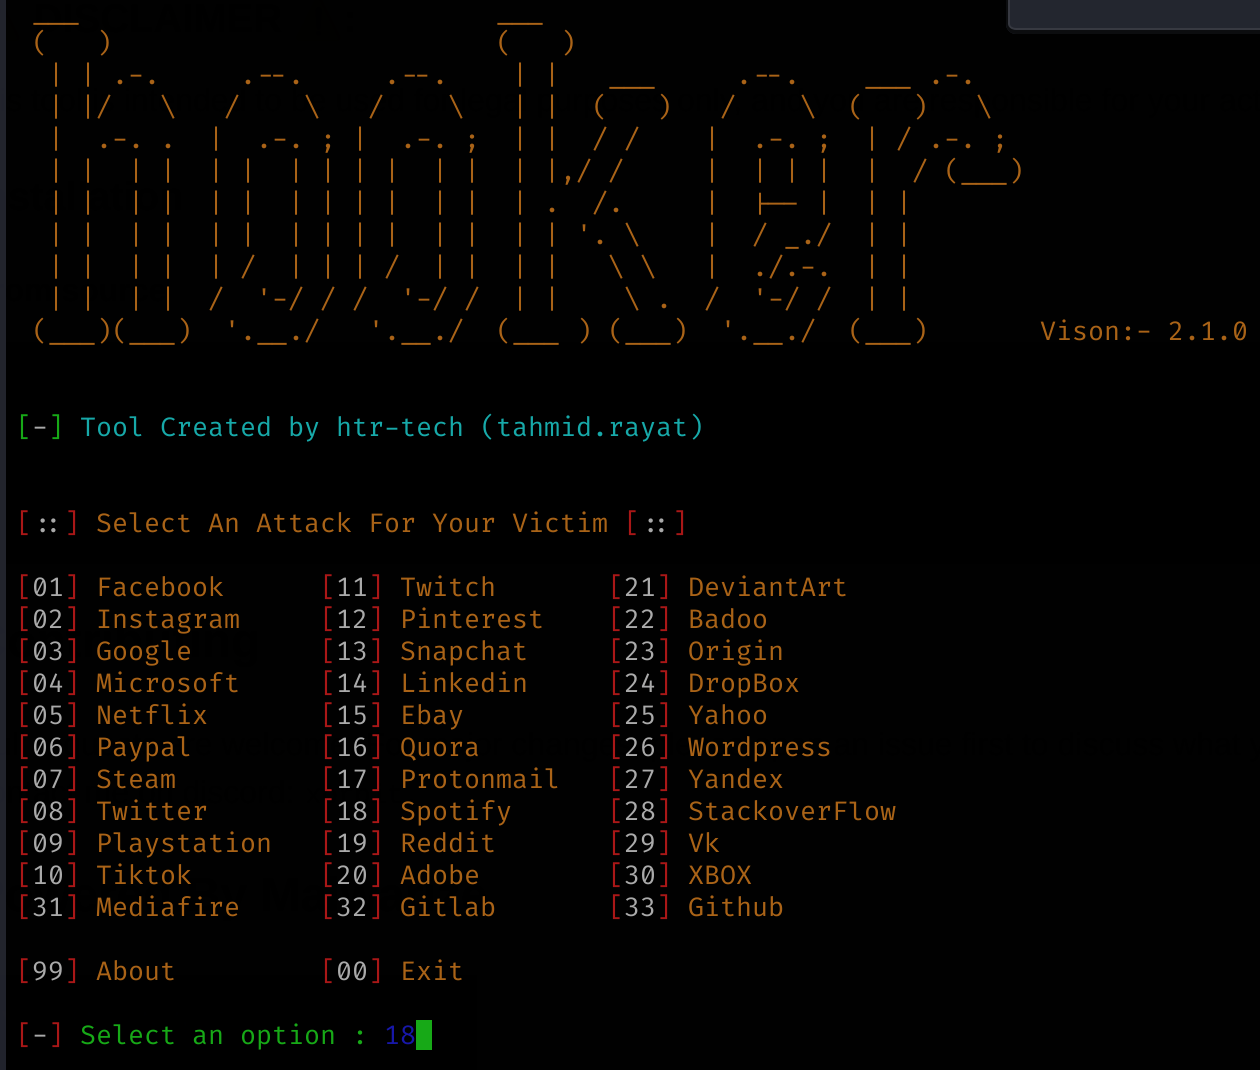 hooker
Vison:- 2.1.0
[-] Tool Created by htr-tech (tahmid.rayat)
[::] Select An Attack For Your Victim [::]
[01] Facebook [11] Twitch [21] DeviantArt
[02] Instagram [12] Pinterest [22] Badoo
[03] Google [13] Snapchat [23] Origin
[04] Microsoft [14] Linkedin [24] DropBox
[05] Netflix [15] Ebay [25] Yahoo
[06] Paypal [16] Quora [26] Wordpress
[07] Steam [17] Protonmail [27] Yandex
[08] Twitter [18] Spotify [28] StackoverFlow
[09] Playstation [19] Reddit [29] Vk
[10] Tiktok [20] Adobe [30] XBOX
[31] Mediafire [32] Gitlab [33] Github
[99] About [00] Exit
[-] Select an option : 18